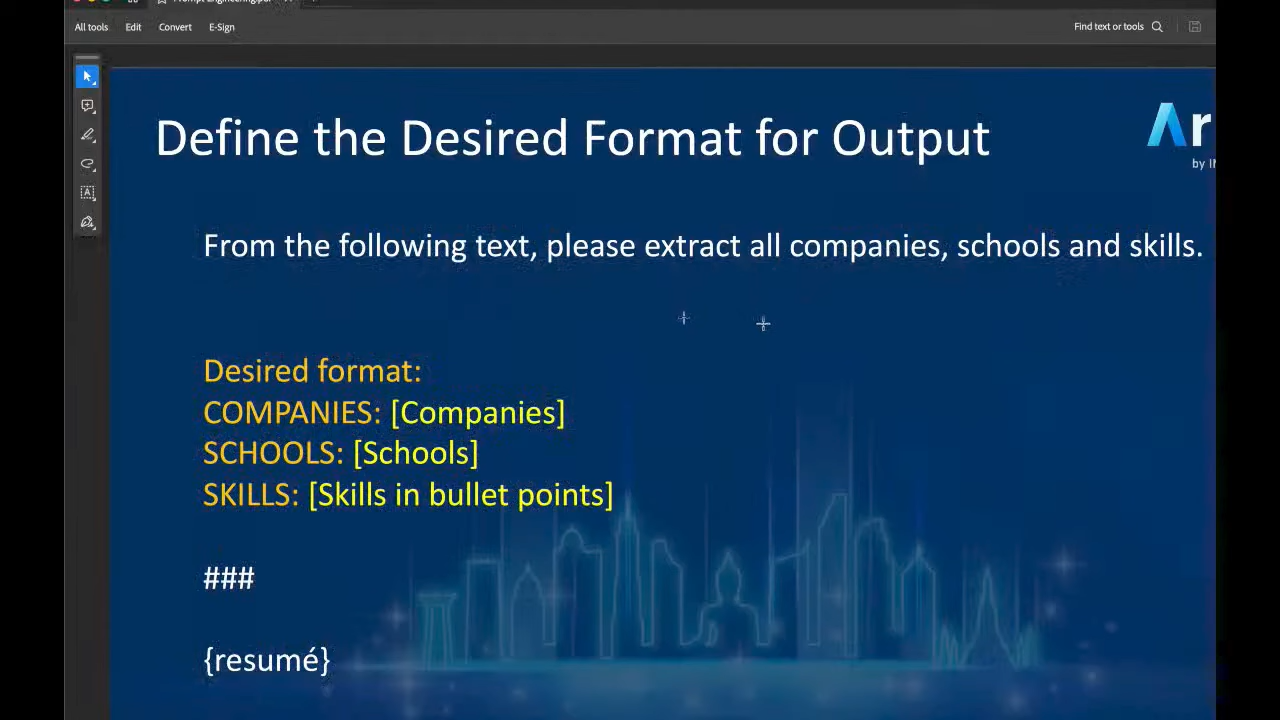 All tools Edit Convert E-Sign Find text or tools
Define the Desired Format for Output
Ar
by
From the following text, please extract all companies, schools and skills.
Desired format:
COMPANIES: [Companies]
SCHOOLS: [Schools]
SKILLS: [Skills in bullet points]
###
{resumé}